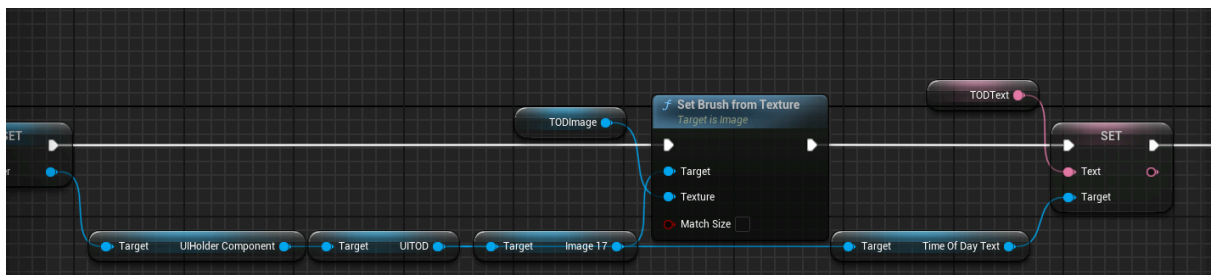 SET
er
Target UIHolder Component
Target UITOD
TODImage
Target Image 17
Set Brush from Texture
Target is Image
Target
Texture
Match Size
TODText
SET
Text
Target
Target Time Of Day Text